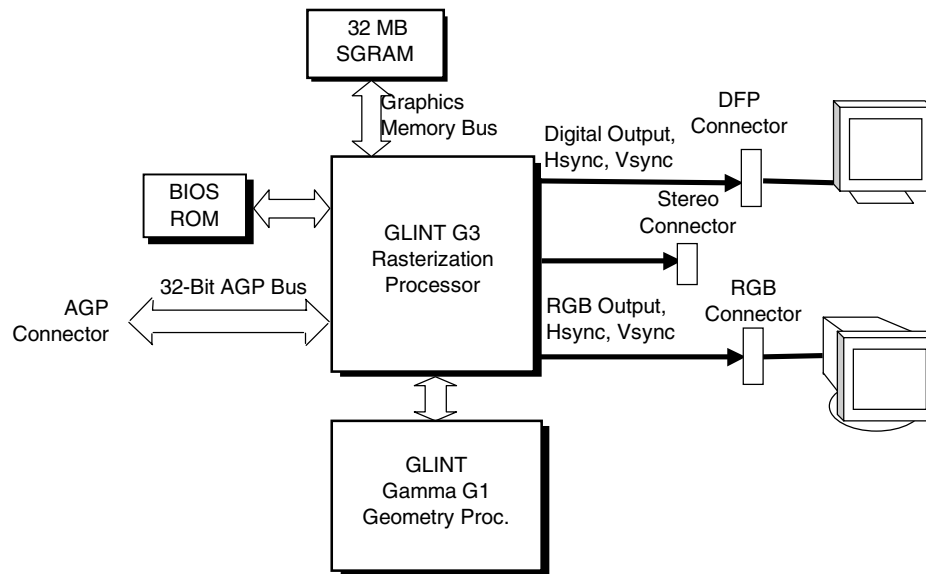 32 MB
SGRAM
Graphics
Memory Bus
DFP
Connector
Digital Output,
Hsync, Vsync
BIOS
ROM
Stereo
Connector
GLINT G3
Rasterization
Processor
32-Bit AGP Bus
AGP
Connector
RGB Output,
Hsync, Vsync
RGB
Connector
GLINT
Gamma G1
Geometry Proc.